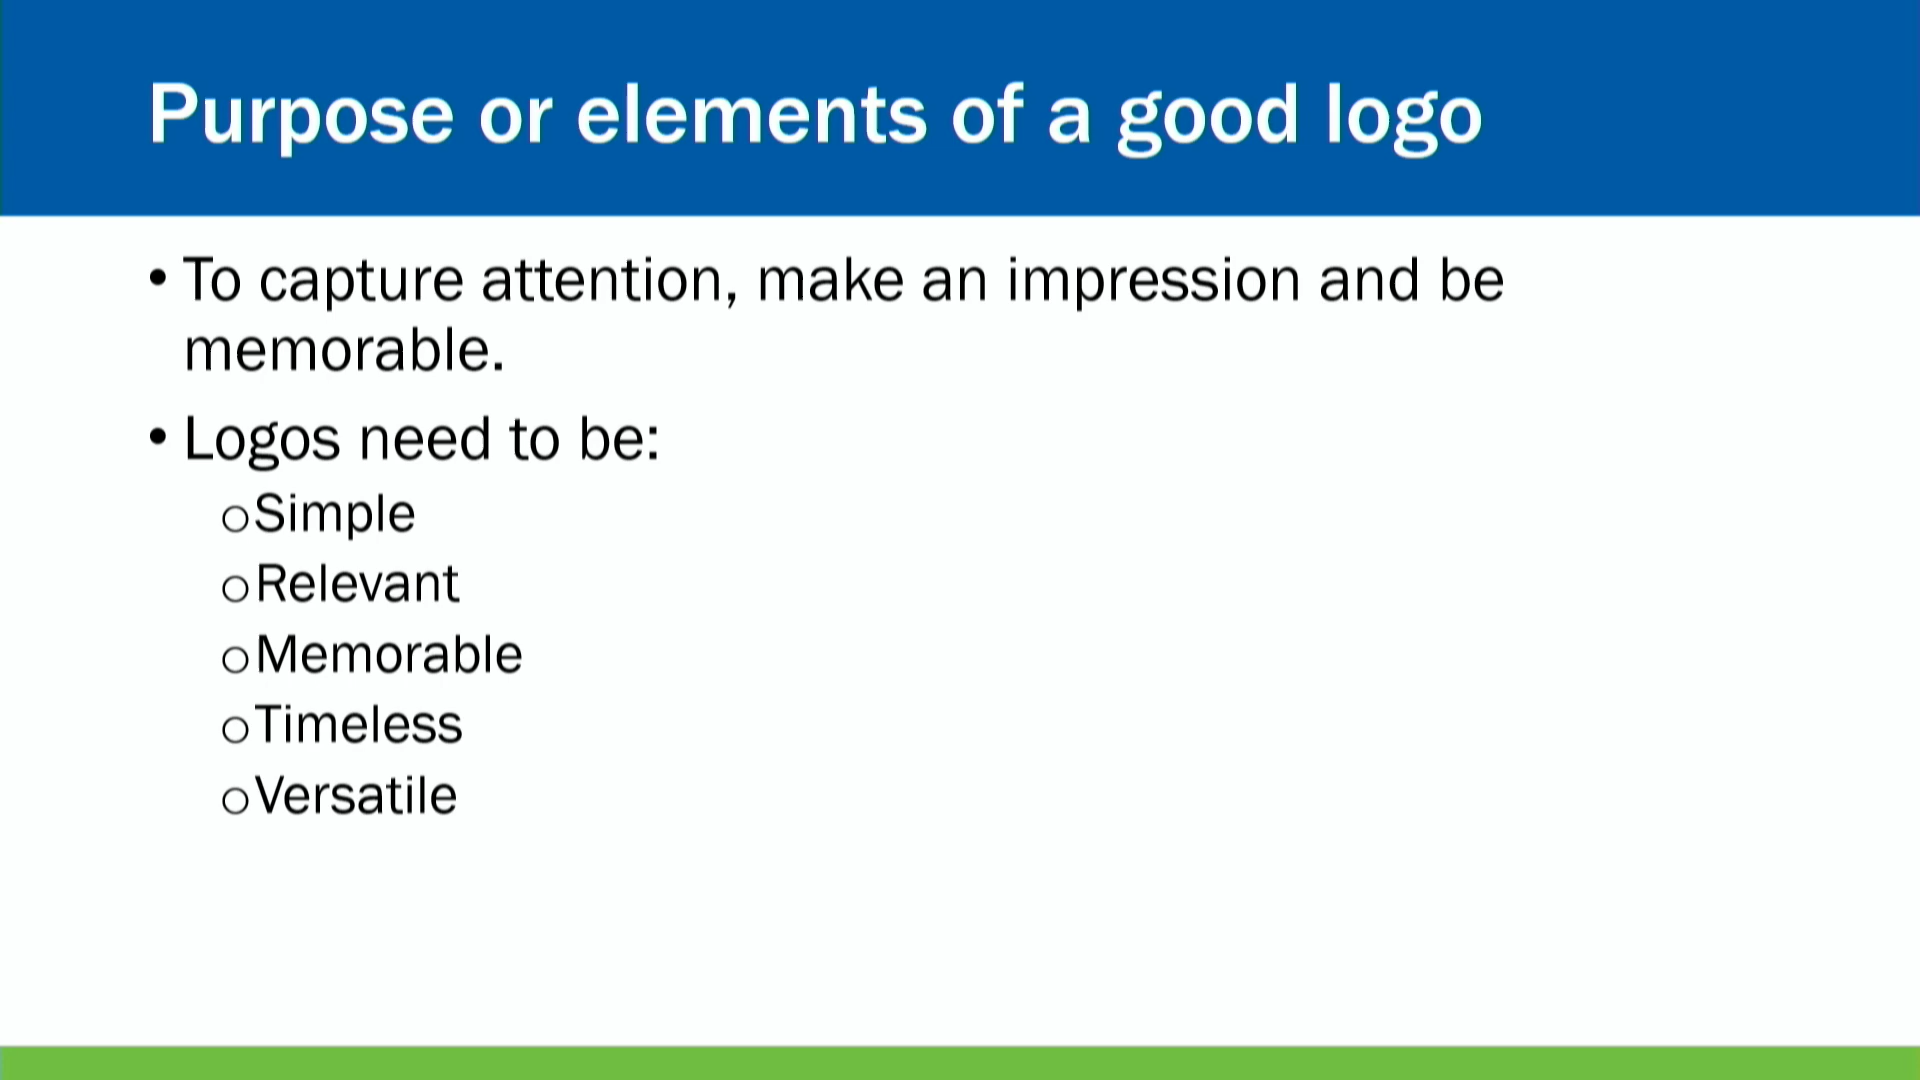 Purpose or elements of a good logo
• To capture attention, make an impression and be
memorable.
• Logos need to be:
○ Simple
○ Relevant
○ Memorable
○ Timeless
○ Versatile